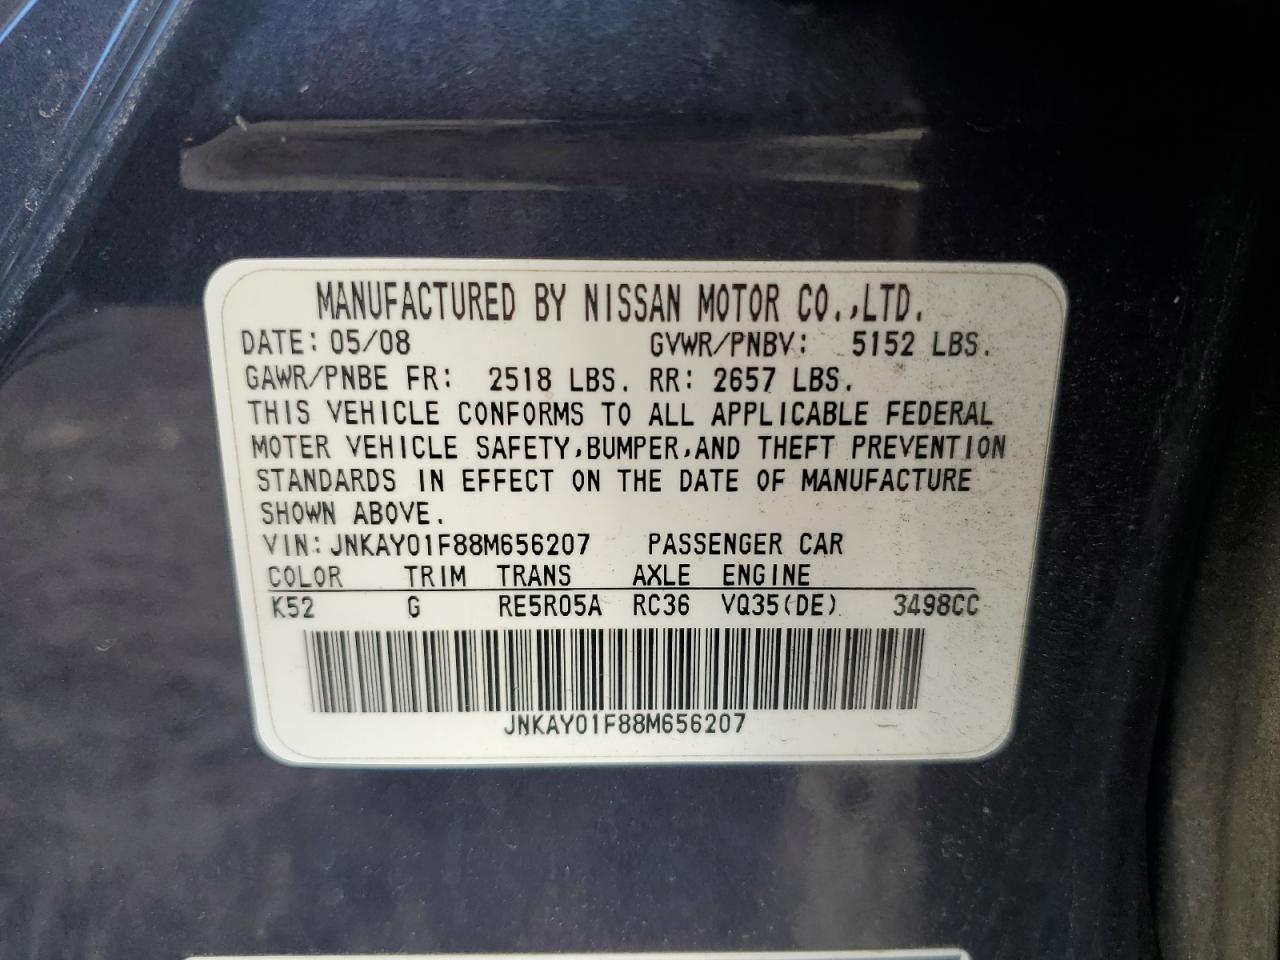 MANUFACTURED BY NISSAN MOTOR CO.,LTD.
DATE: 05/08 GVWR/PNBV: 5152 LBS.
GAWR/PNBE FR: 2518 LBS. RR: 2657 LBS.
THIS VEHICLE CONFORMS TO ALL APPLICABLE FEDERAL
MOTER VEHICLE SAFETY,BUMPER,AND THEFT PREVENTION
STANDARDS IN EFFECT ON THE DATE OF MANUFACTURE
SHOWN ABOVE.
VIN: JNKAY01F88M656207 PASSENGER CAR
COLOR TRIM TRANS AXLE ENGINE
K52 G RE5R05A RC36 VQ35(DE) 3498CC
JNKAY01F88M656207